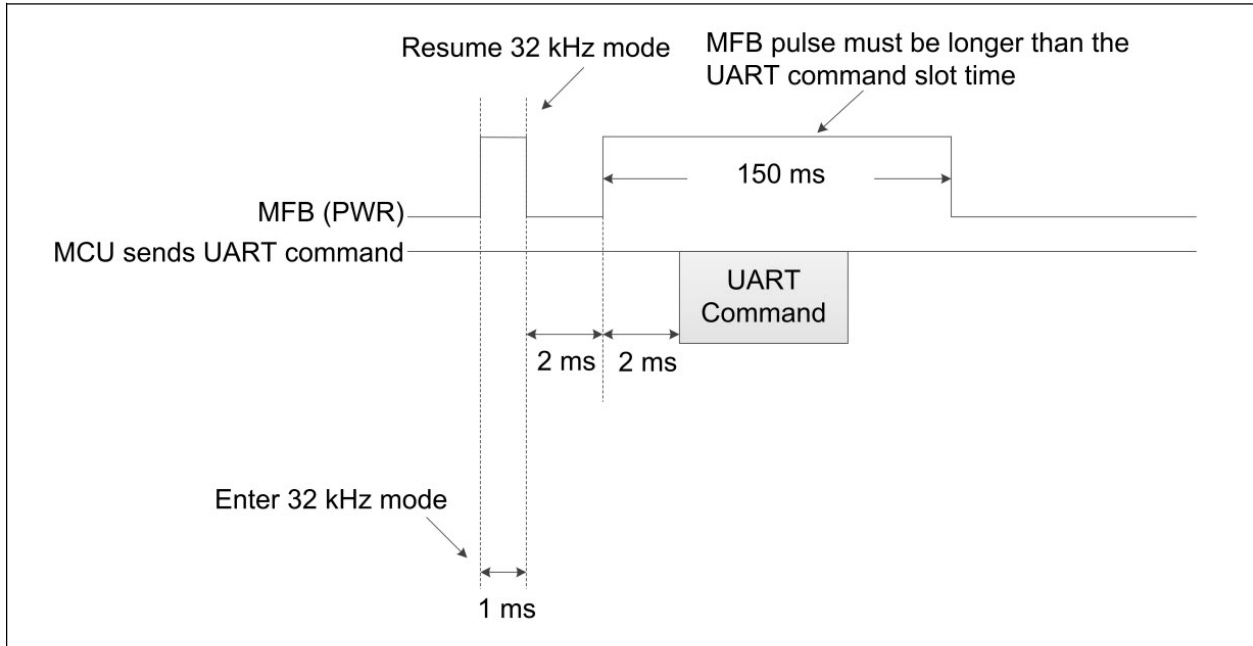 Resume 32 kHz mode
MFB pulse must be longer than the
UART command slot time
150 ms
MFB (PWR)
MCU sends UART command
UART
Command
2 ms
2 ms
Enter 32 kHz mode
1 ms